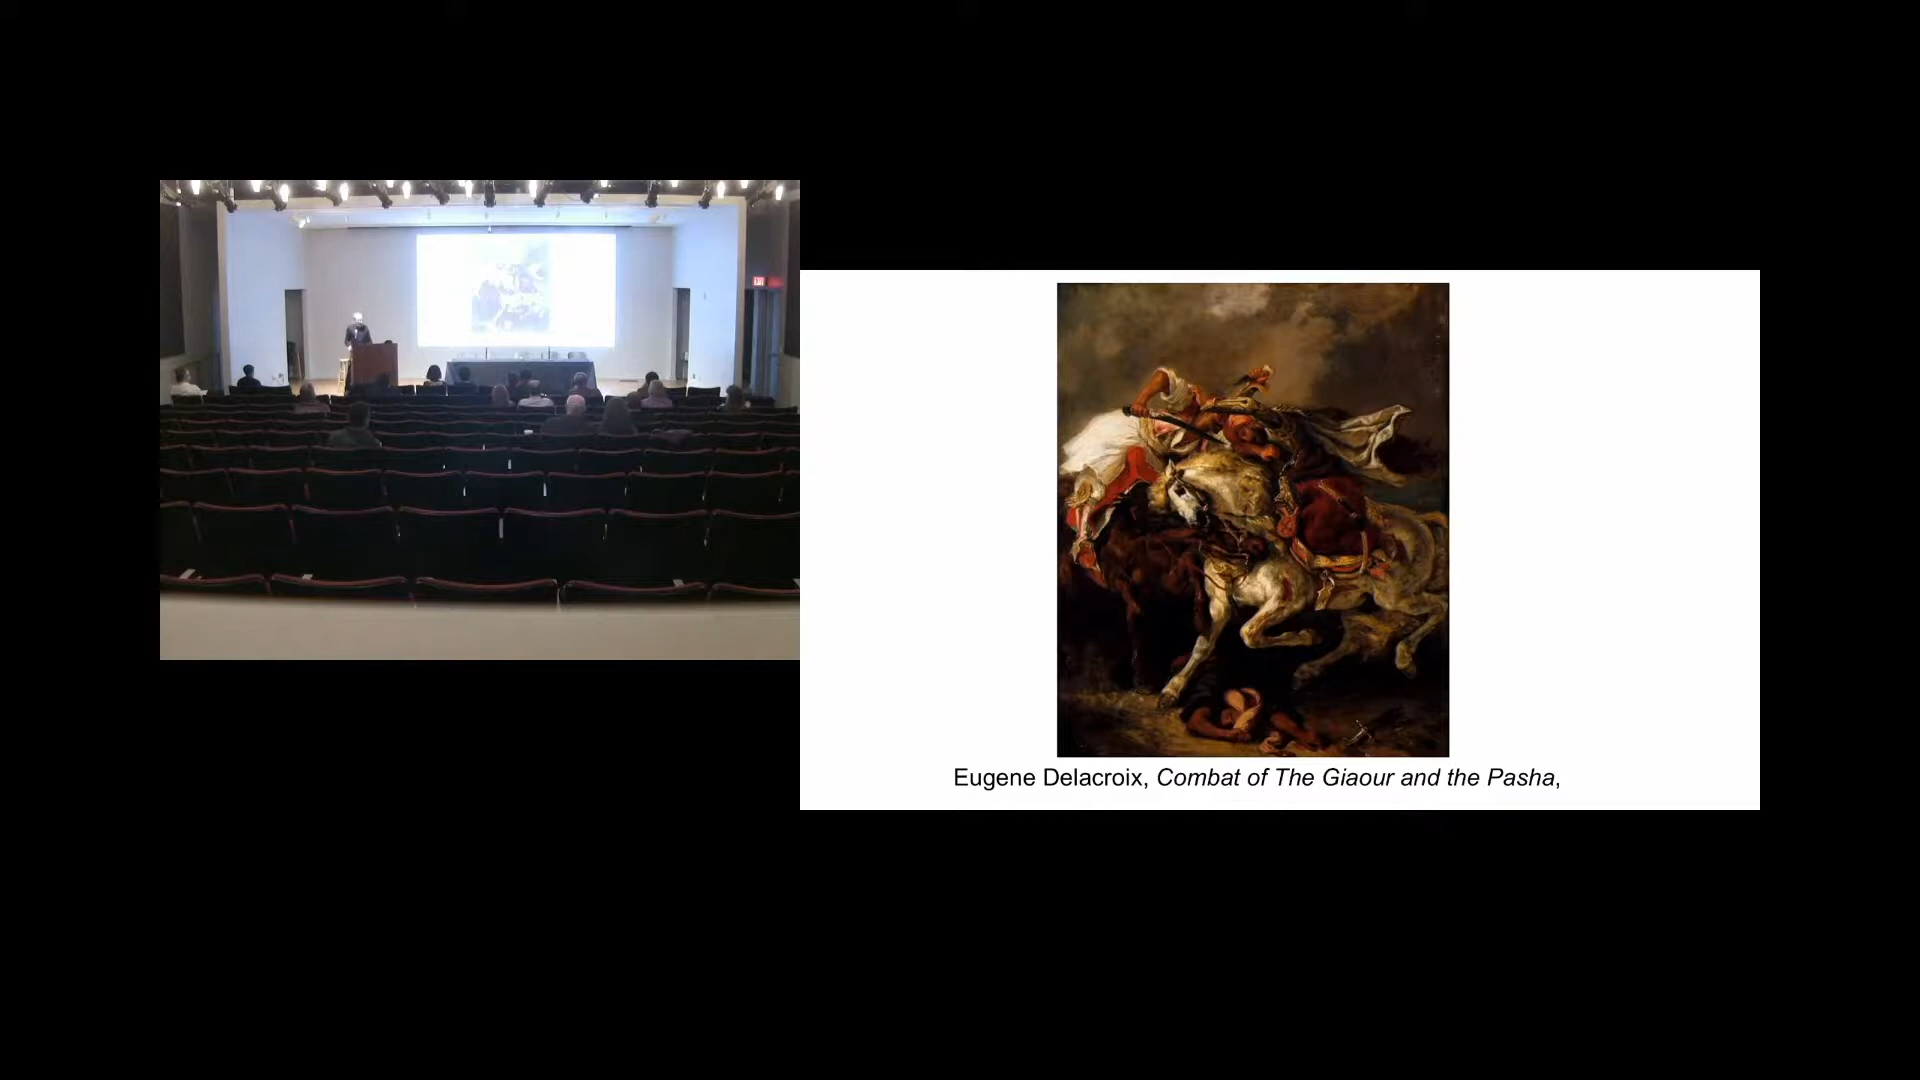 Eugene Delacroix, Combat of The Giaour and the Pasha,